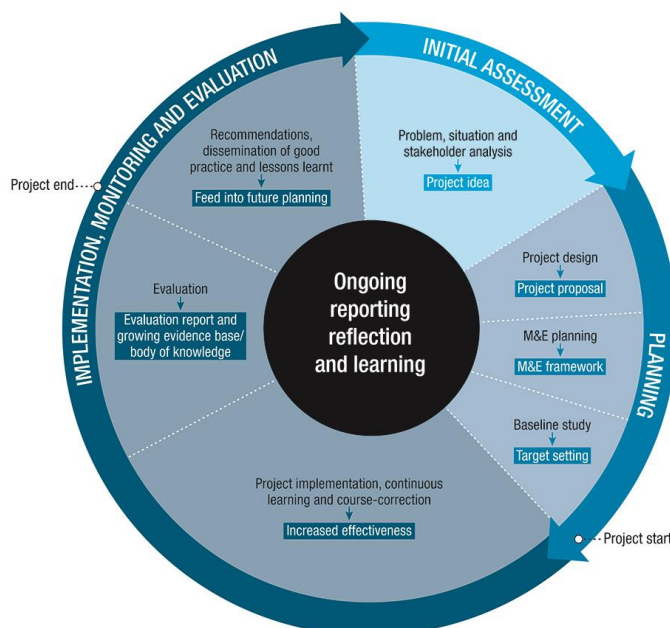 INITIAL ASSESSMENT
Problem, situation and
stakeholder analysis
Project idea
PLANNING
Project design
Project proposal
M&E planning
M&E framework
Baseline study
Target setting
Project start
IMPLEMENTATION, MONITORING AND EVALUATION
Project implementation, continuous
learning and course-correction
Increased effectiveness
Evaluation
Evaluation report and
growing evidence base/
body of knowledge
Recommendations,
dissemination of good
practice and lessons learnt
Feed into future planning
Project end
Ongoing
reporting
reflection
and learning